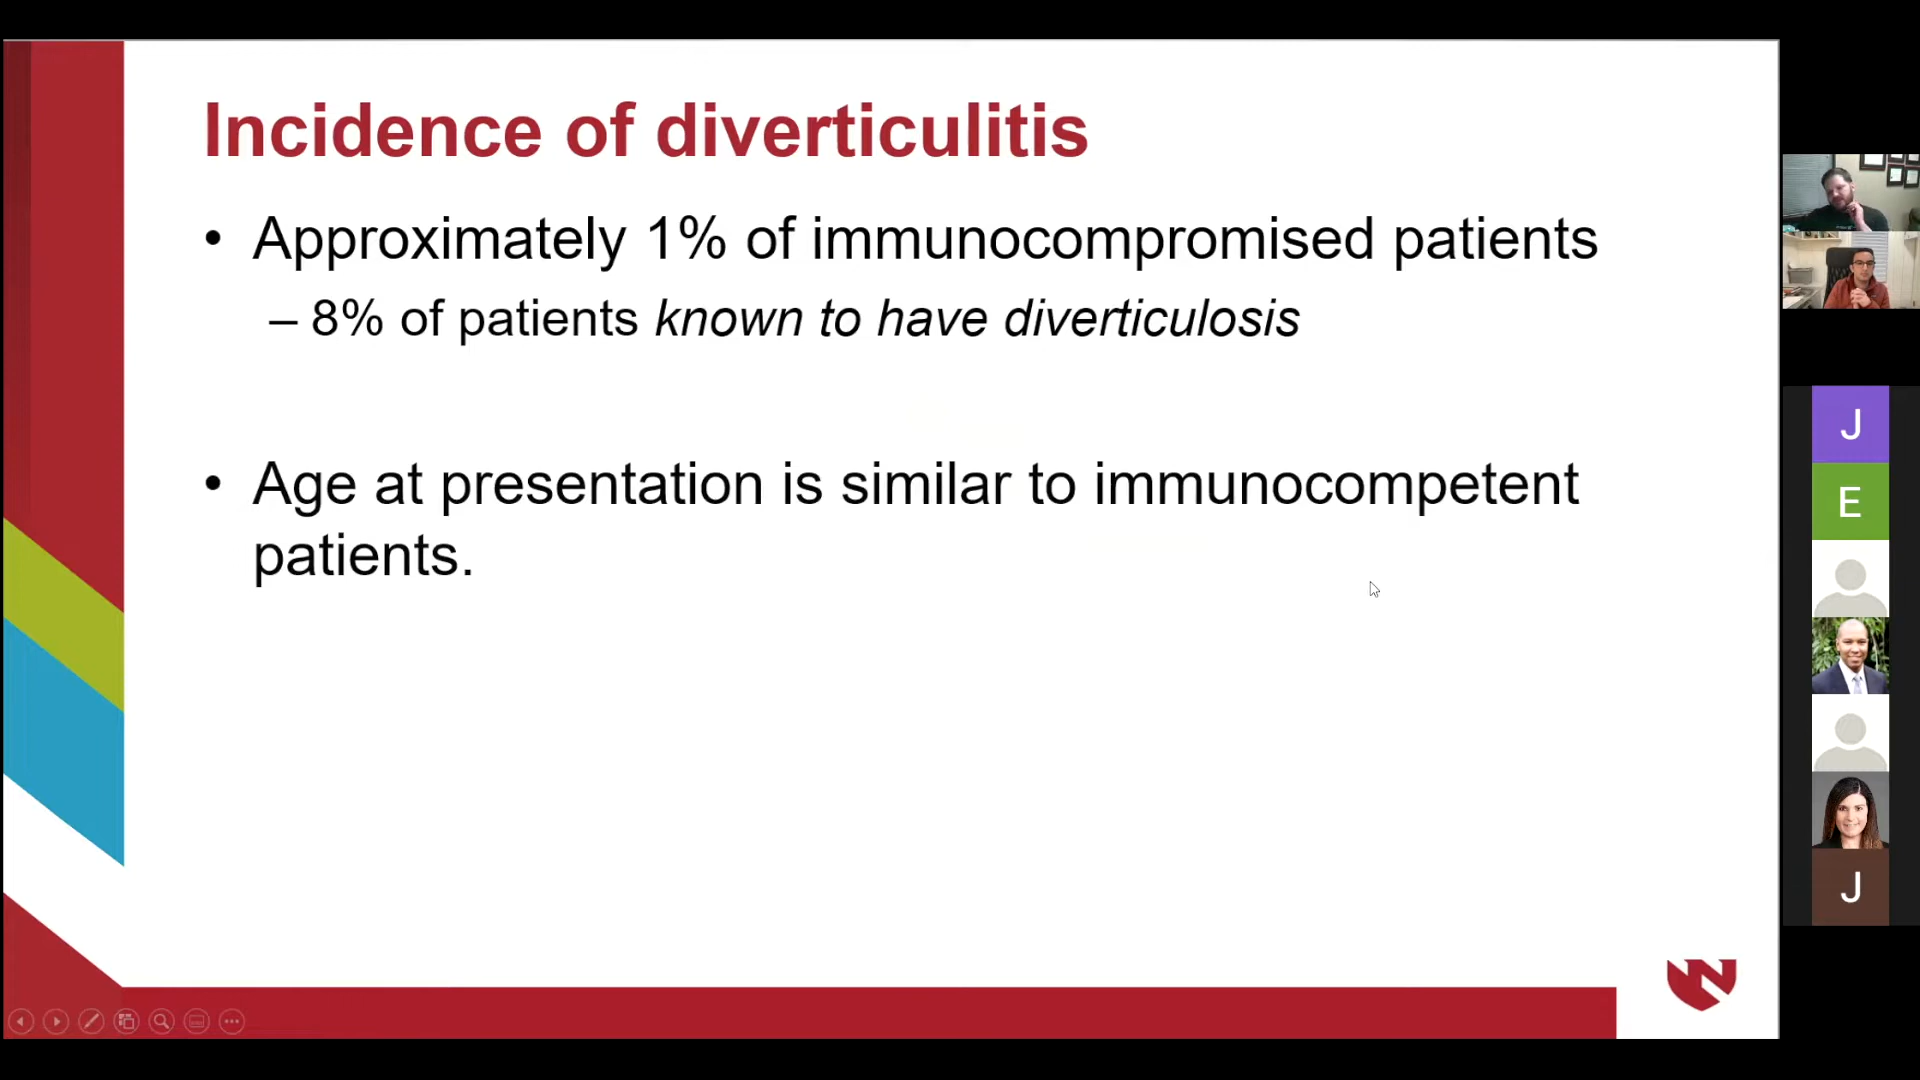 Incidence of diverticulitis
• Approximately 1% of immunocompromised patients
– 8% of patients known to have diverticulosis
• Age at presentation is similar to immunocompetent
patients.
J
E
J
N